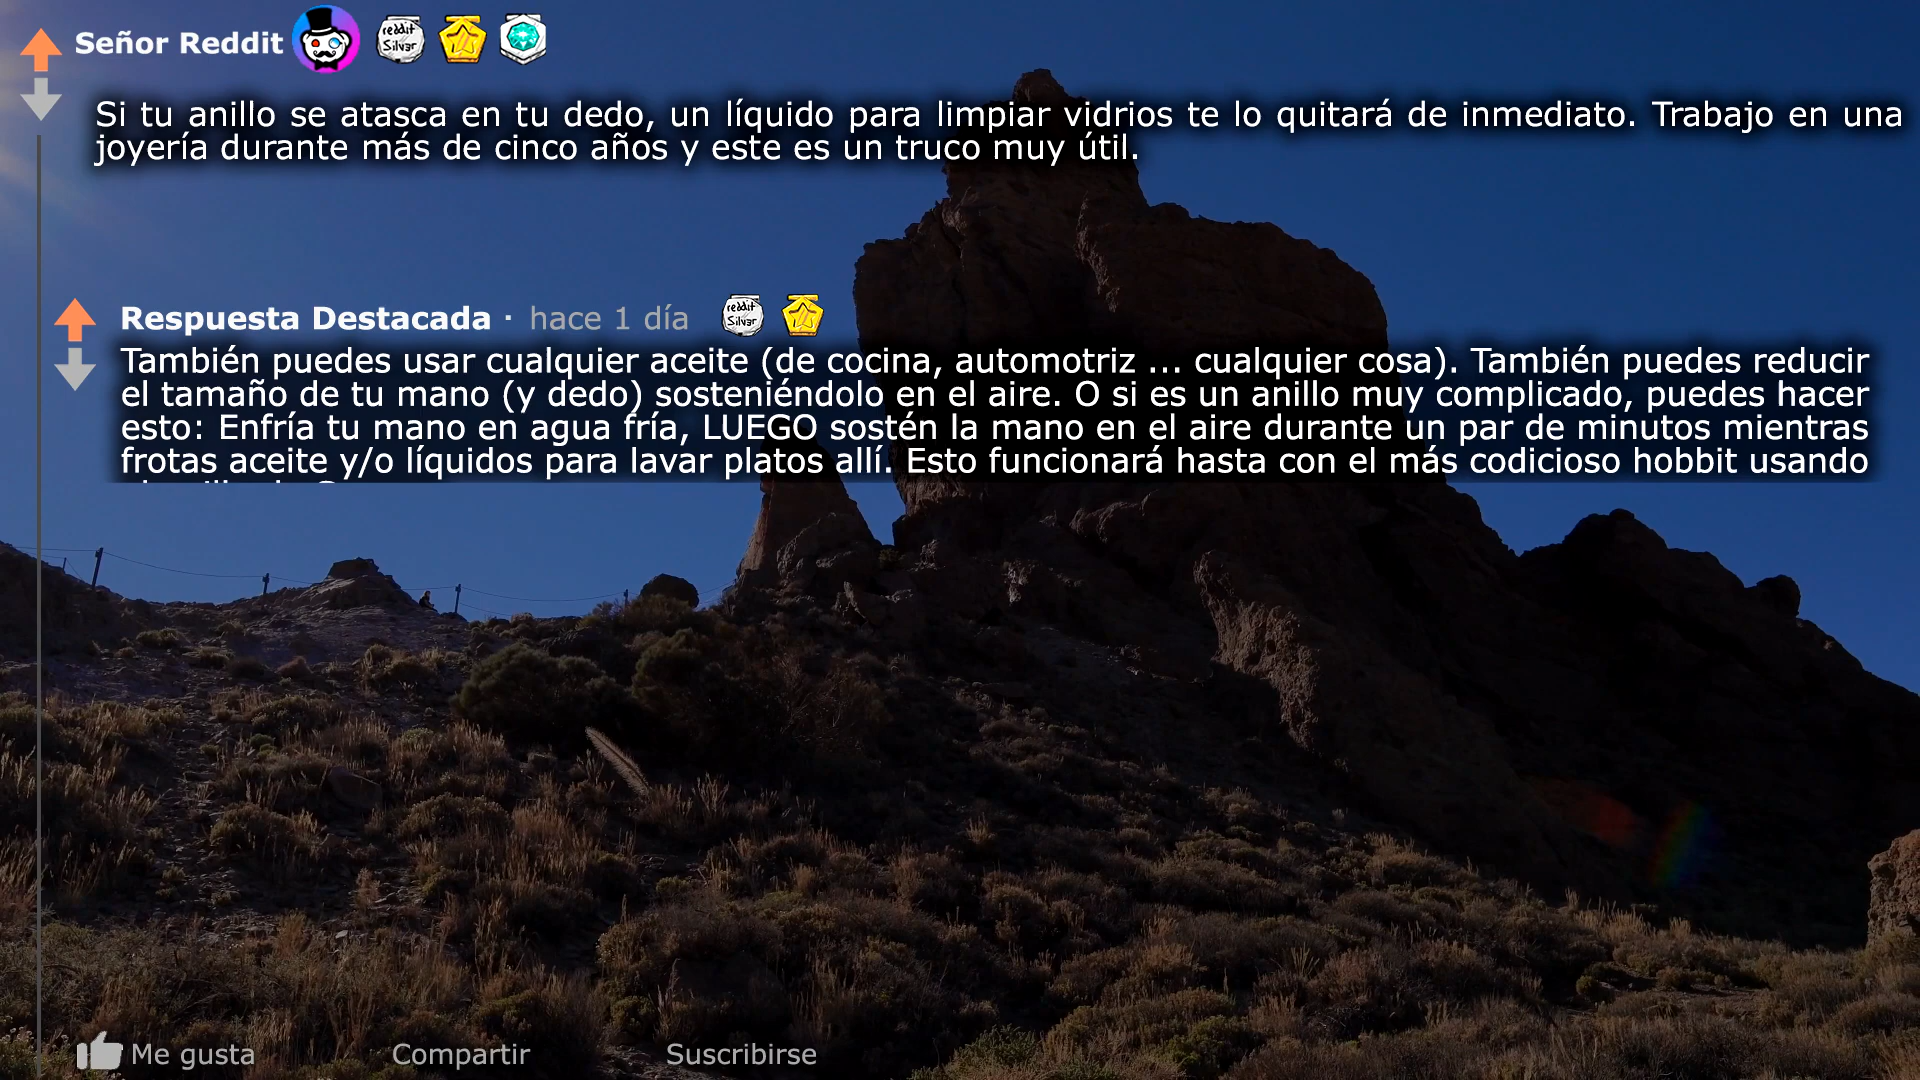 Señor Reddit
reddit
Silver
Si tu anillo se atasca en tu dedo, un líquido para limpiar vidrios te lo quitará de inmediato. Trabajo en una
joyería durante más de cinco años y este es un truco muy útil.
Respuesta Destacada · hace 1 día
reddit
Silver
También puedes usar cualquier aceite (de cocina, automotriz ... cualquier cosa). También puedes reducir
el tamaño de tu mano (y dedo) sosteniéndolo en el aire. O si es un anillo muy complicado, puedes hacer
esto: Enfría tu mano en agua fría, LUEGO sostén la mano en el aire durante un par de minutos mientras
frotas aceite y/o líquidos para lavar platos allí. Esto funcionará hasta con el más codicioso hobbit usando
Me gusta Compartir Suscribirse